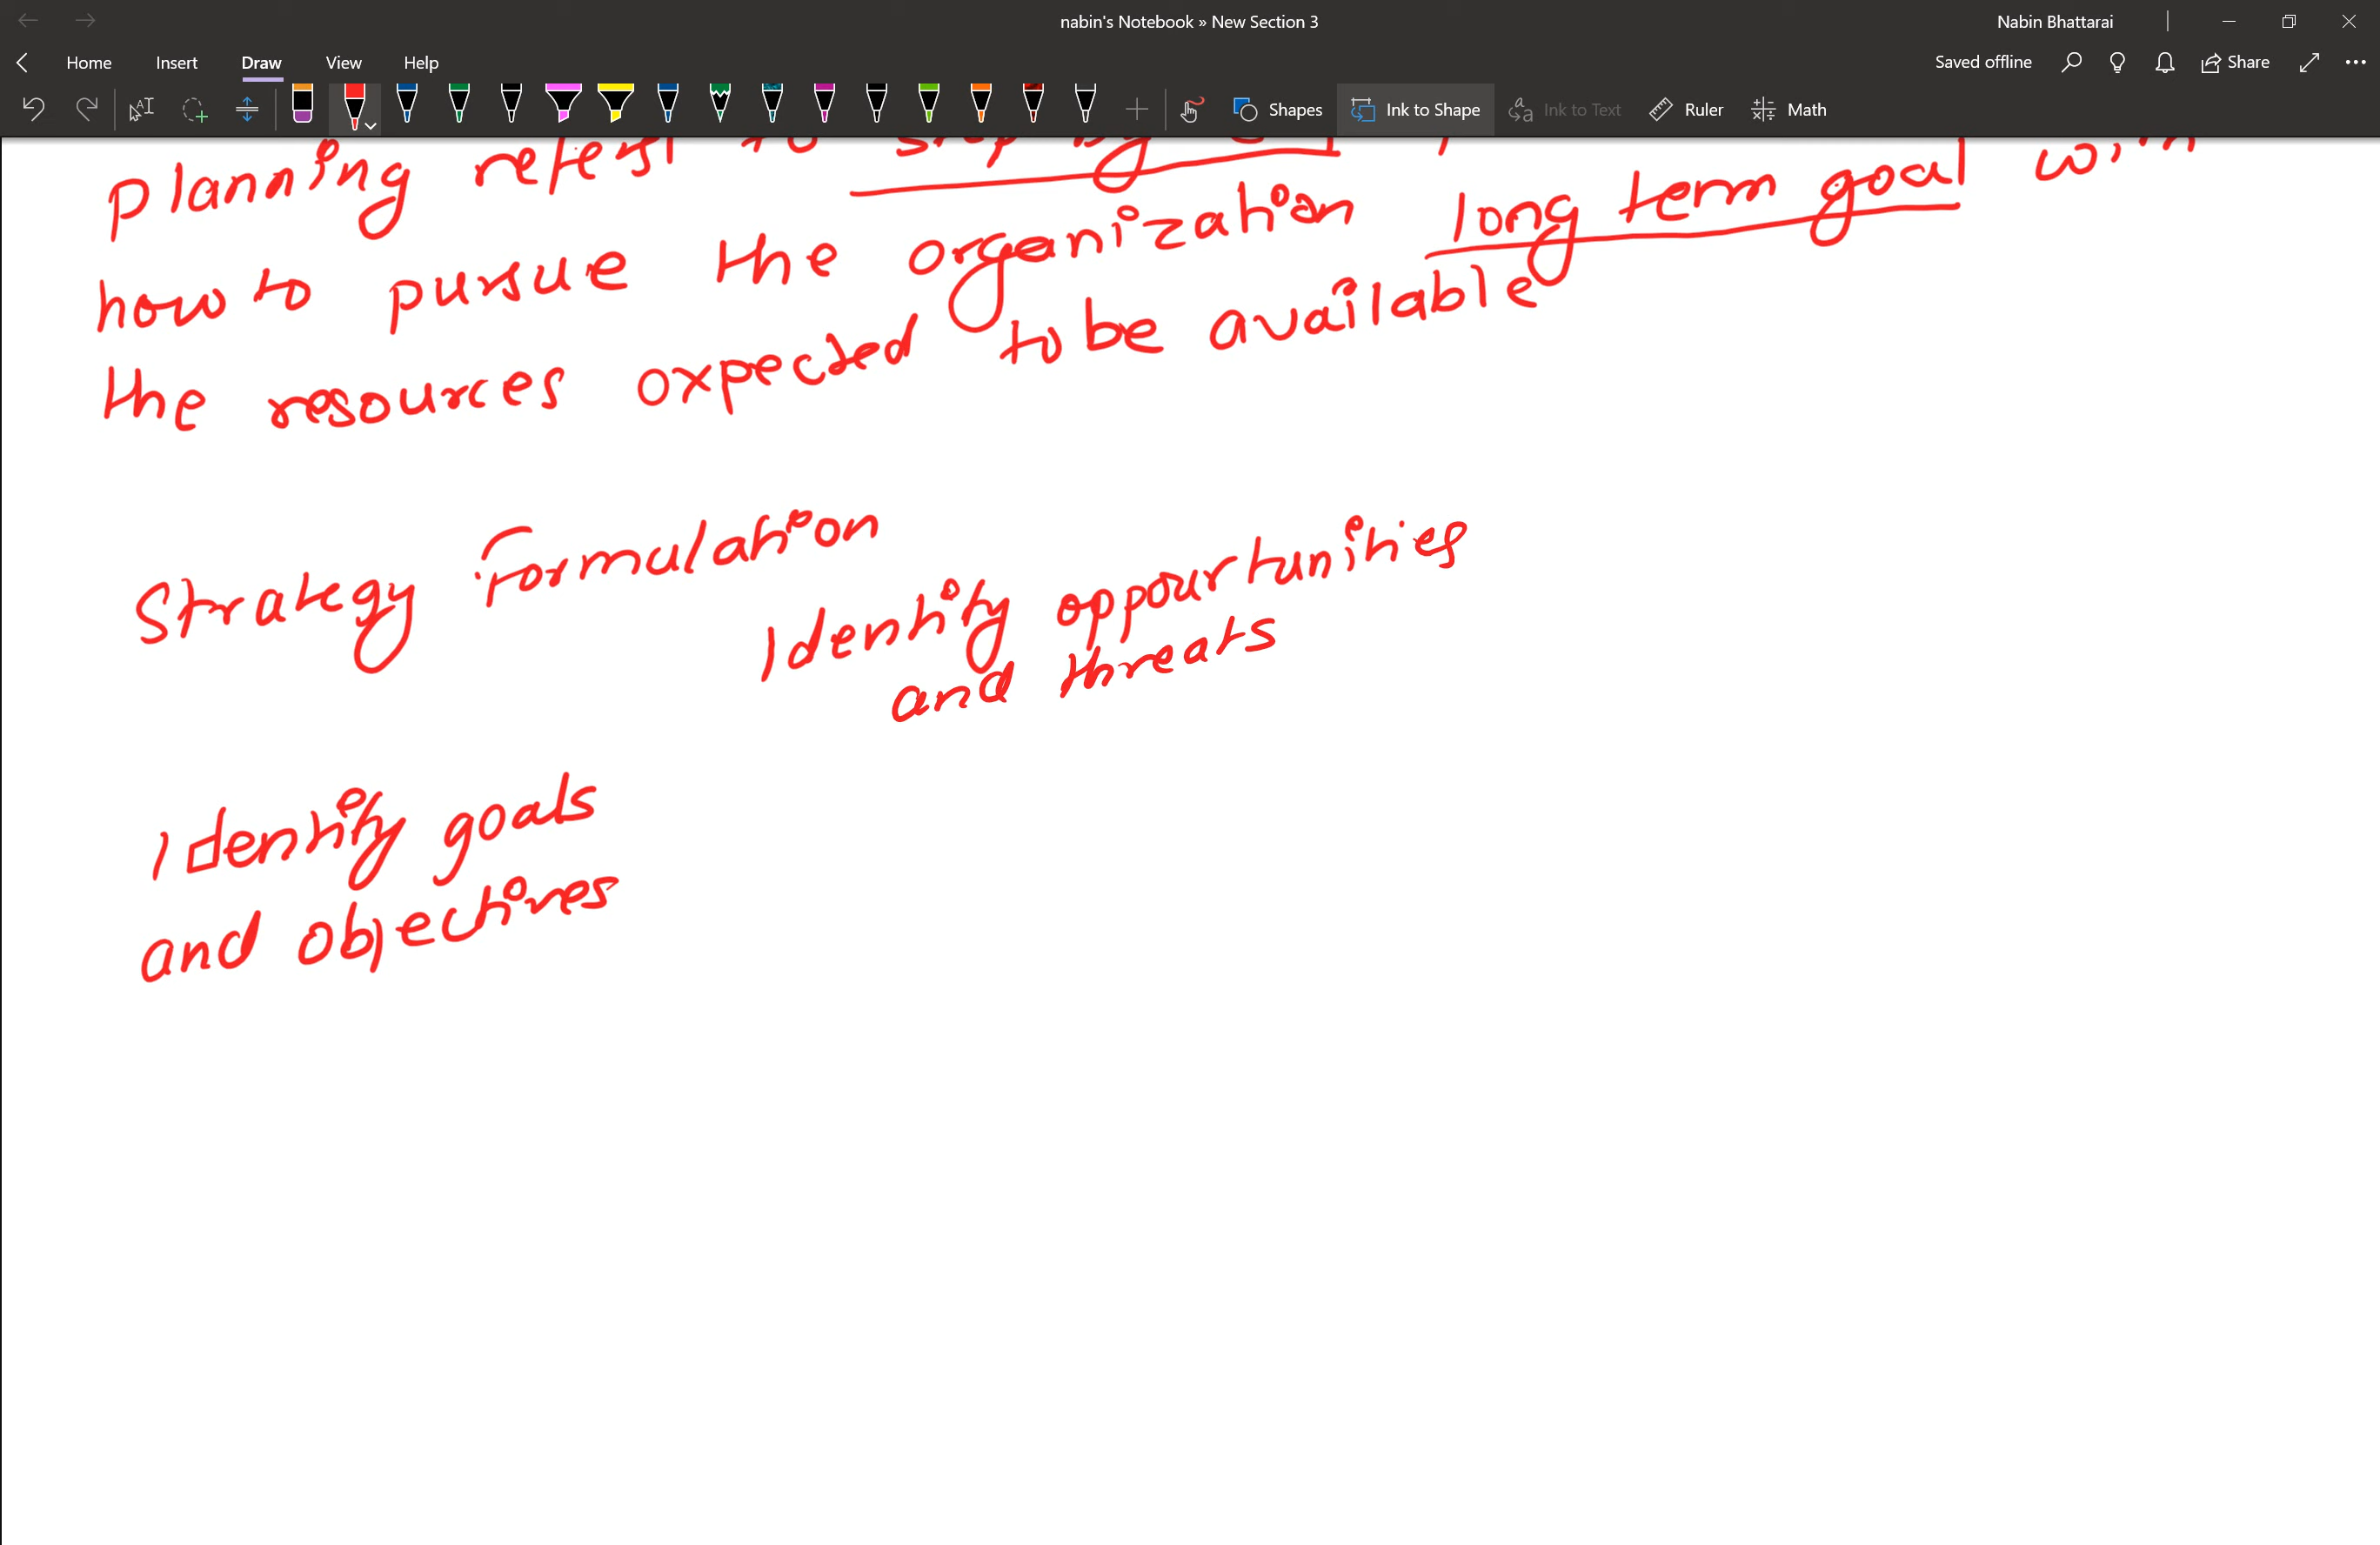 nabin's Notebook » New Section 3
Nabin Bhattarai
Home Insert Draw View Help
Saved offline
Share
Shapes
Ink to Shape
Ink to Text
Ruler
Math
planning refers to
how to pursue the organization long term goal with
the resources expected to be available
Strategy Formulation
Identify oppourtunities
and threats
Identify goals
and objectives